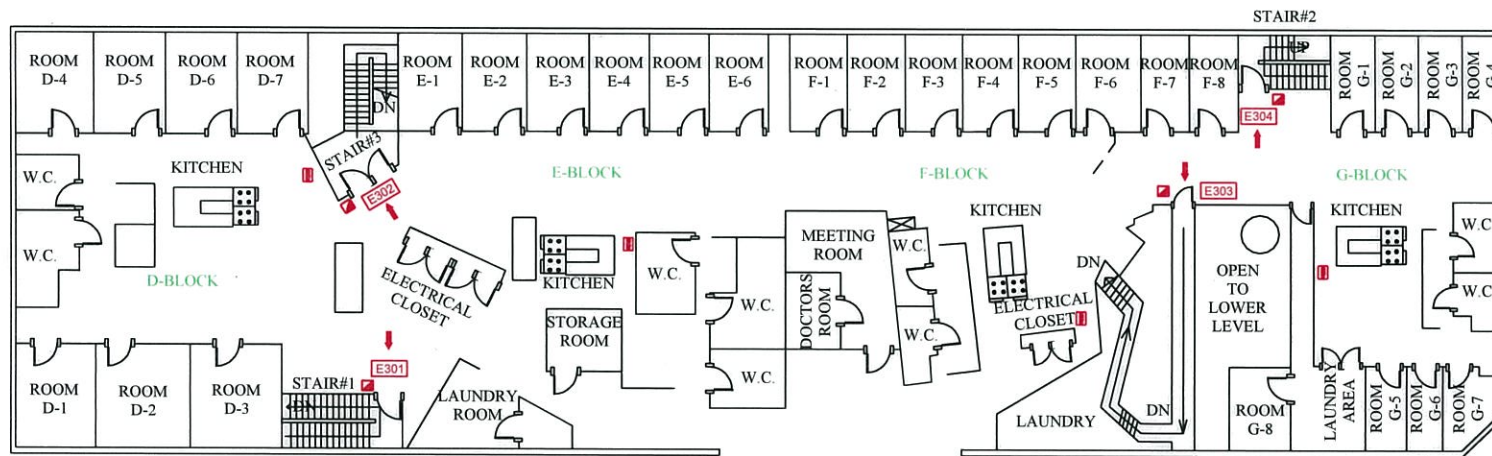 STAIR#2
ROOM
D-4
ROOM
D-5
ROOM
D-6
ROOM
D-7
DN
ROOM
E-1
ROOM
E-2
ROOM
E-3
ROOM
E-4
ROOM
E-5
ROOM
E-6
ROOM
F-1
ROOM
F-2
ROOM
F-3
ROOM
F-4
ROOM
F-5
ROOM
F-6
ROOM
F-7
ROOM
F-8
UP
ROOM
G-1
ROOM
G-2
ROOM
G-3
ROOM
G-4
E304
STAIR#3
W.C.
KITCHEN
E302
E-BLOCK
F-BLOCK
E303
G-BLOCK
W.C.
D-BLOCK
ELECTRICAL
CLOSET
KITCHEN
W.C.
MEETING
ROOM
W.C.
KITCHEN
KITCHEN
W.C.
DN
OPEN
TO
LOWER
LEVEL
W.C.
STORAGE
ROOM
W.C.
DOCTORS
ROOM
W.C.
ELECTRICAL
CLOSET
E301
STAIR#1
DN
ROOM
D-1
ROOM
D-2
ROOM
D-3
LAUNDRY
ROOM
W.C.
LAUNDRY
DN
ROOM
G-8
LAUNDRY
AREA
ROOM
G-5
ROOM
G-6
ROOM
G-7